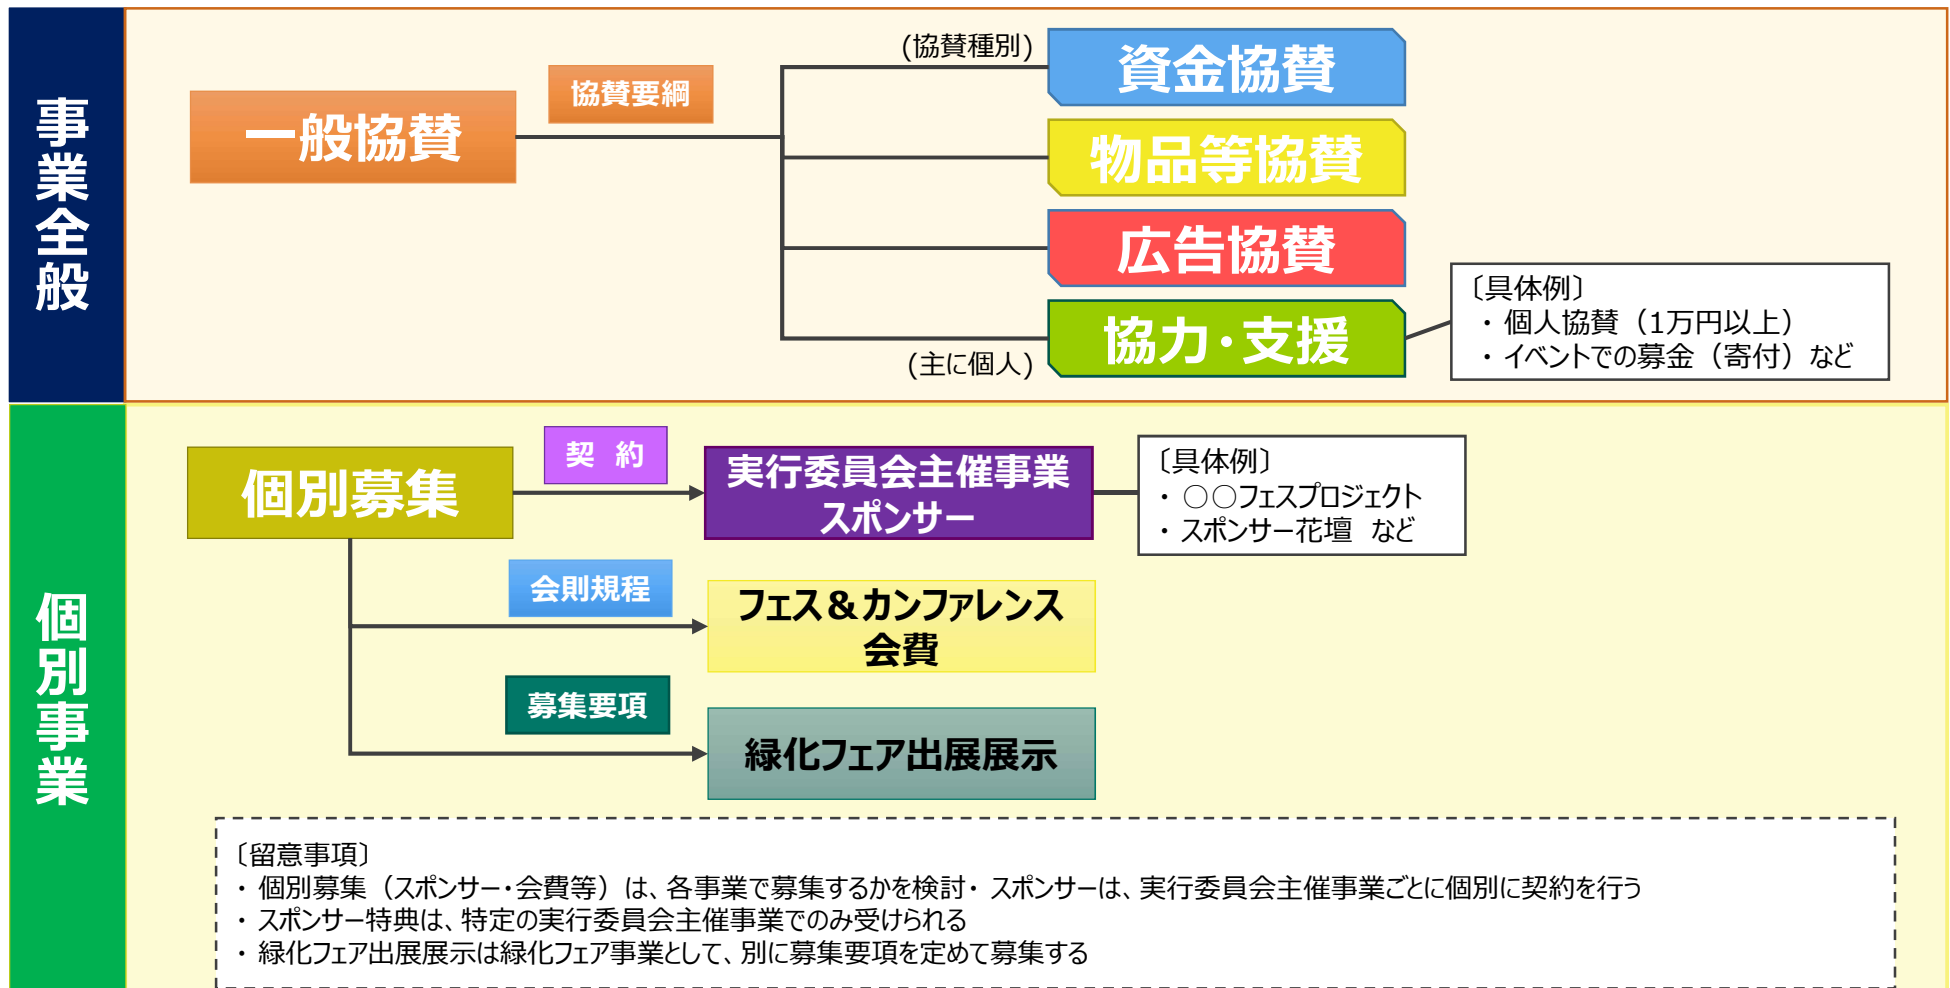 事業全般
一般協賛
協賛要綱
(協賛種別)
資金協賛
物品等協賛
広告協賛
協力・支援
(主に個人)
〔具体例〕
・個人協賛（1万円以上）
・イベントでの募金（寄付）など
個別事業
個別募集
契　約
実行委員会主催事業
スポンサー
〔具体例〕
・○○フェスプロジェクト
・スポンサー花壇　など
会則規程
フェス＆カンファレンス
会費
募集要項
緑化フェア出展展示
〔留意事項〕
・個別募集（スポンサー・会費等）は、各事業で募集するかを検討・スポンサーは、実行委員会主催事業ごとに個別に契約を行う
・スポンサー特典は、特定の実行委員会主催事業でのみ受けられる
・緑化フェア出展展示は緑化フェア事業として、別に募集要項を定めて募集する